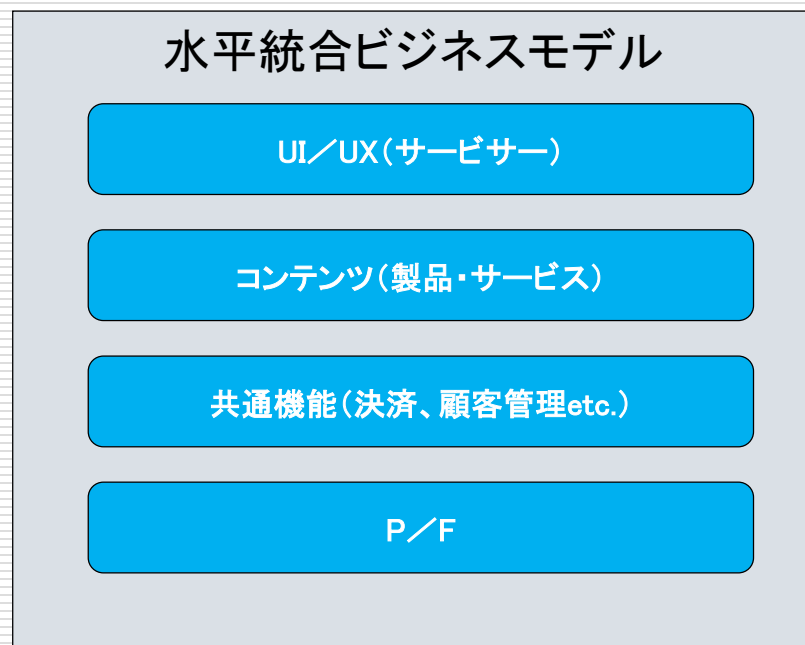 水平統合ビジネスモデル
UI／UX（サービサー）
コンテンツ（製品・サービス）
共通機能（決済、顧客管理etc.）
P／F